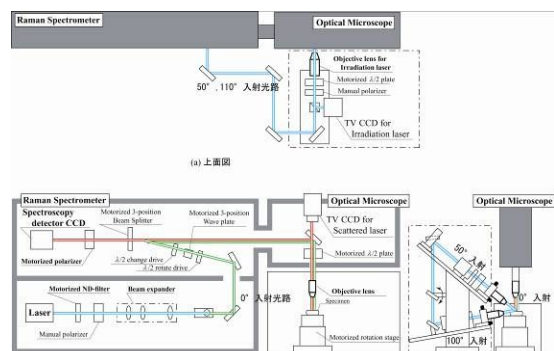 Raman Spectrometer
Optical Microscope
Objective lens for
Irradiation laser
Motorized λ/2 plate
Manual polarizer
TV CCD for
Irradiation laser
50°, 110° 入射光路
(a) 上面図
Raman Spectrometer
Optical Microscope
Optical Microscope
Spectroscopy
detector CCD
Motorized 3-position
Beam Splitter
Motorized 3-position
Wave plate
TV CCD for
Scattered laser
Motorized polarizer
λ/2 change drive
λ/2 rotate drive
Motorized λ/2 plate
Motorized ND-filter
Beam expander
0° 入射光路
Laser
Manual polarizer
Objective lens
Specimen
Motorized rotation stage
50° 入射
0° 入射
100° 入射